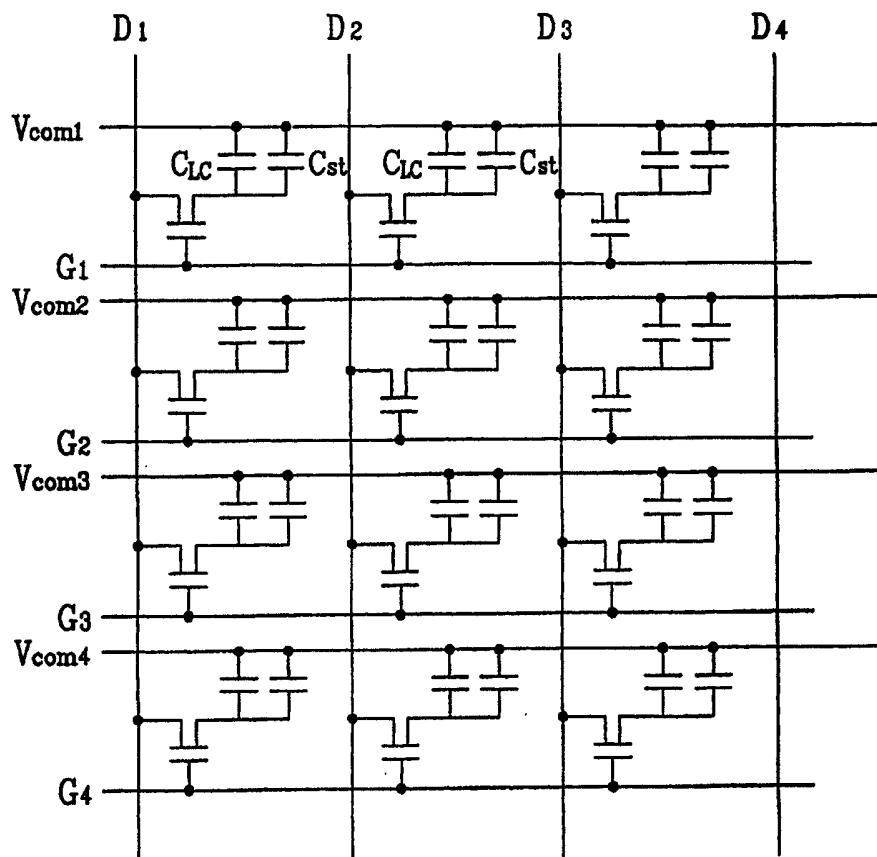 D1 D2 D3 D4
Vcom1
CLC Cst CLC Cst
G1
Vcom2
G2
Vcom3
G3
Vcom4
G4